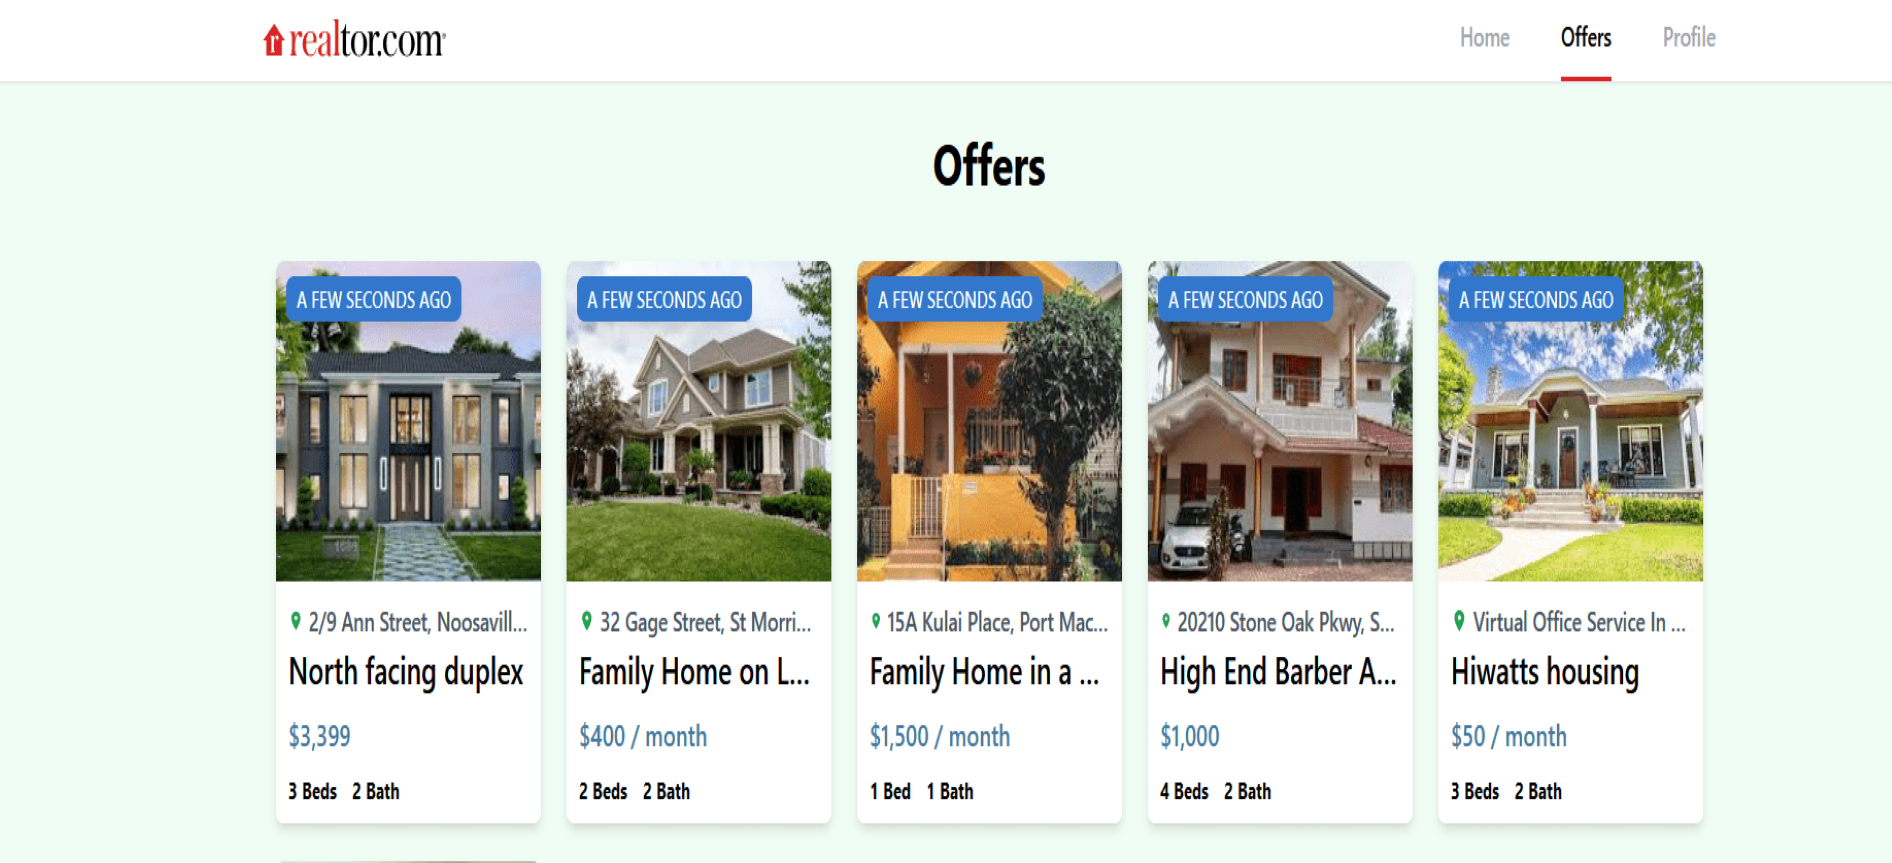 realtor.com
Home
Offers
Profile
Offers
A FEW SECONDS AGO
2/9 Ann Street, Noosavill...
North facing duplex
$3,399
3 Beds 2 Bath
A FEW SECONDS AGO
32 Gage Street, St Morri...
Family Home on L...
$400 / month
2 Beds 2 Bath
A FEW SECONDS AGO
15A Kulai Place, Port Mac...
Family Home in a ...
$1,500 / month
1 Bed 1 Bath
A FEW SECONDS AGO
20210 Stone Oak Pkwy, S...
High End Barber A...
$1,000
4 Beds 2 Bath
A FEW SECONDS AGO
Virtual Office Service In ...
Hiwatts housing
$50 / month
3 Beds 2 Bath